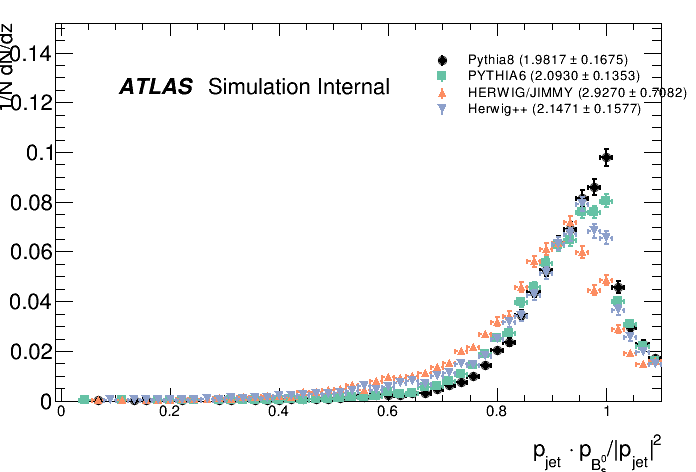 1/N dN/dz
0.14
0.12
0.1
0.08
0.06
0.04
0.02
0
ATLAS Simulation Internal
Pythia8 (1.9817 ± 0.1675)
PYTHIA6 (2.0930 ± 0.1353)
HERWIG/JIMMY (2.9270 ± 0.7082)
Herwig++ (2.1471 ± 0.1577)
0 0.2 0.4 0.6 0.8 1
p_jet · p_{B_s^0}/|p_jet|^2